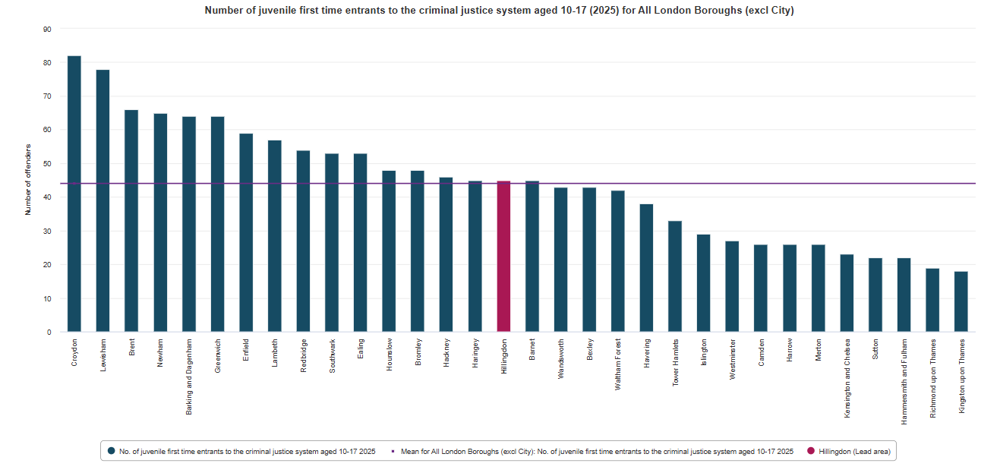 Number of juvenile first time entrants to the criminal justice system aged 10-17 (2025) for All London Boroughs (excl City)
90
80
70
60
50
40
30
20
10
0
Number of offenders
Croydon
Lewisham
Brent
Newham
Barking and Dagenham
Greenwich
Enfield
Lambeth
Redbridge
Southwark
Ealing
Hounslow
Bromley
Hackney
Haringey
Hillingdon
Barnet
Wandsworth
Bexley
Waltham Forest
Havering
Tower Hamlets
Islington
Westminster
Camden
Harrow
Merton
Kensington and Chelsea
Sutton
Hammersmith and Fulham
Richmond upon Thames
Kingston upon Thames
No. of juvenile first time entrants to the criminal justice system aged 10-17 2025
Mean for All London Boroughs (excl City): No. of juvenile first time entrants to the criminal justice system aged 10-17 2025
Hillingdon (Lead area)